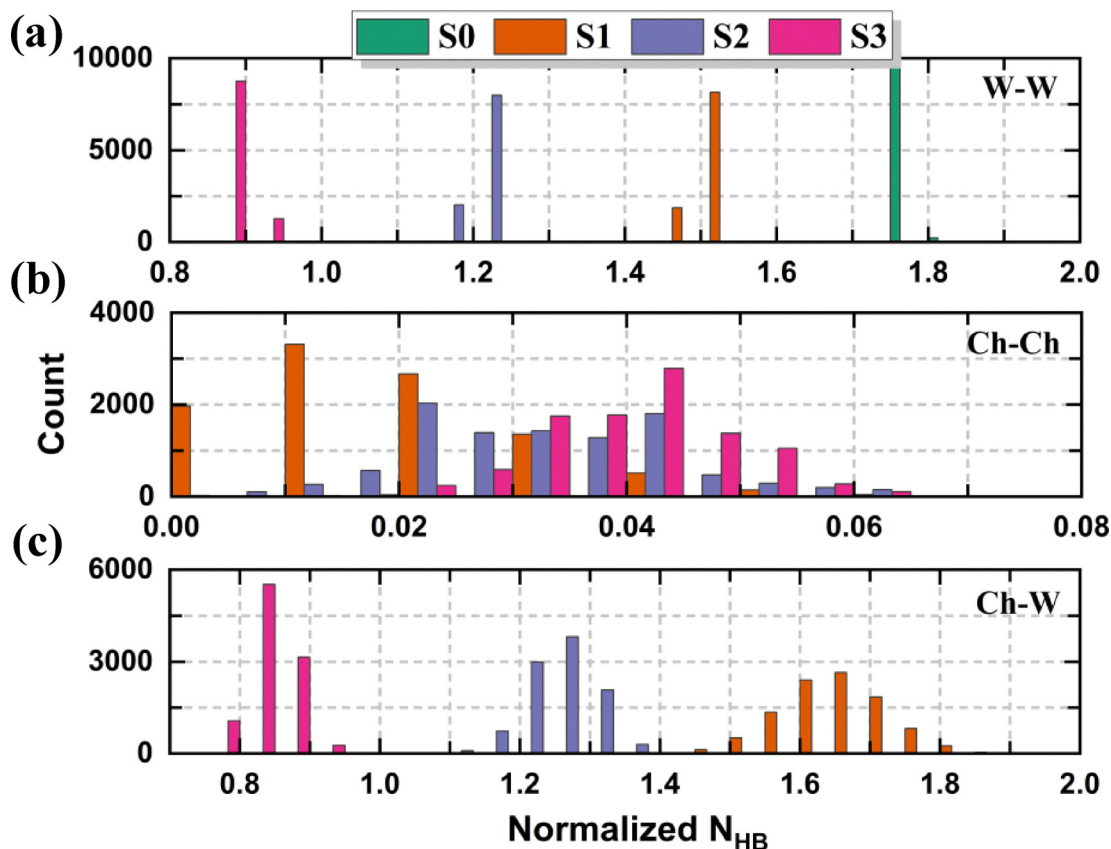 (a)
S0 S1 S2 S3
10000
W-W
5000
0
0.8 1.0 1.2 1.4 1.6 1.8 2.0
(b)
4000
Ch-Ch
2000
0
0.00 0.02 0.04 0.06 0.08
Count
(c)
6000
Ch-W
3000
0
0.8 1.0 1.2 1.4 1.6 1.8 2.0
Normalized N_HB